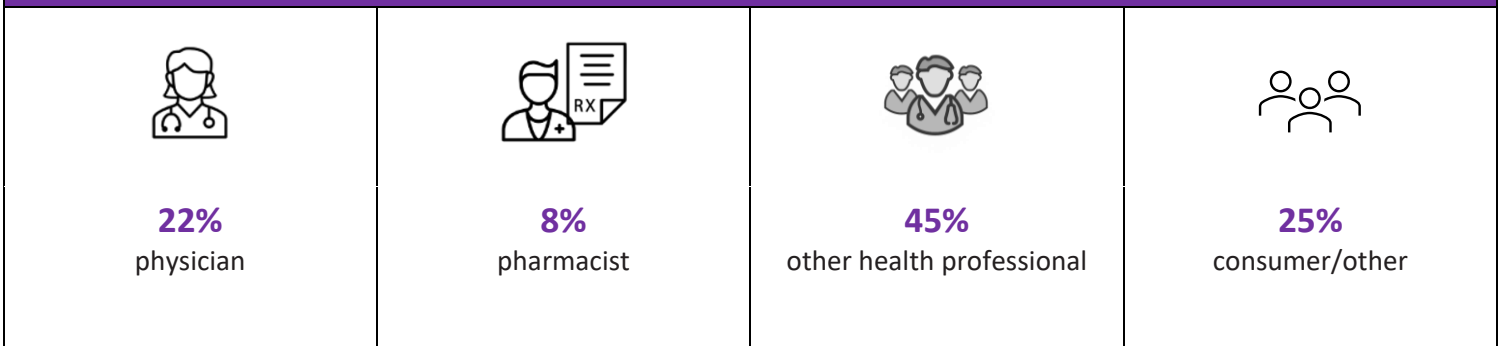 RX
22%
physician
8%
pharmacist
45%
other health professional
25%
consumer/other